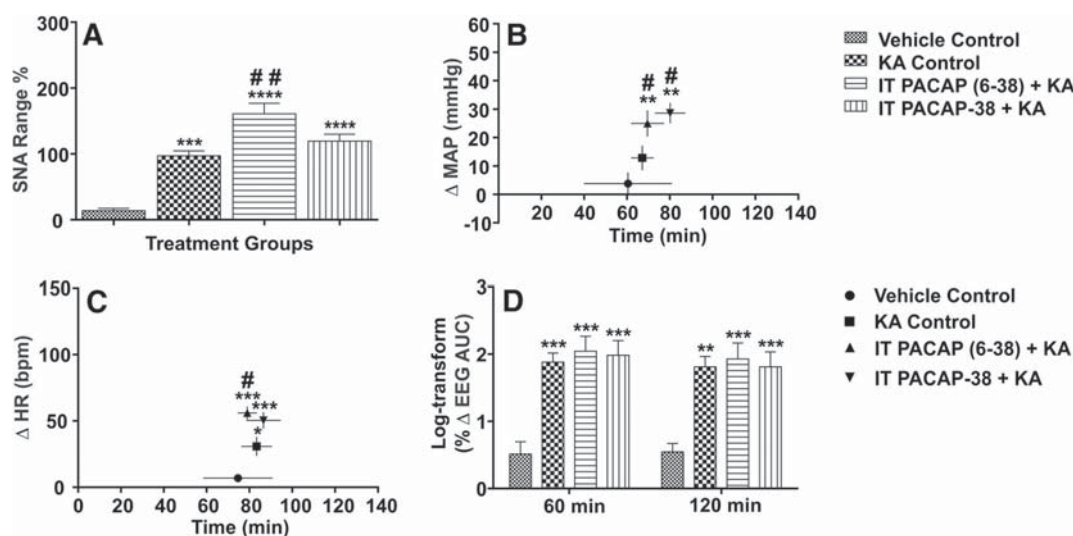 A
SNA Range %
200
150
100
50
0
***
# #
****
****
Treatment Groups
B
Δ MAP (mmHg)
60
50
40
30
20
10
0
-10
#
**
#
**
20 40 60 80 100 120 140
Time (min)
Vehicle Control
KA Control
IT PACAP (6-38) + KA
IT PACAP-38 + KA
C
Δ HR (bpm)
150
100
50
0
#
***
***
*
0 20 40 60 80 100 120 140
Time (min)
D
Log-transform
(% Δ EEG AUC)
3
2
1
0
*** *** ***
** *** ***
60 min 120 min
Vehicle Control
KA Control
IT PACAP (6-38) + KA
IT PACAP-38 + KA